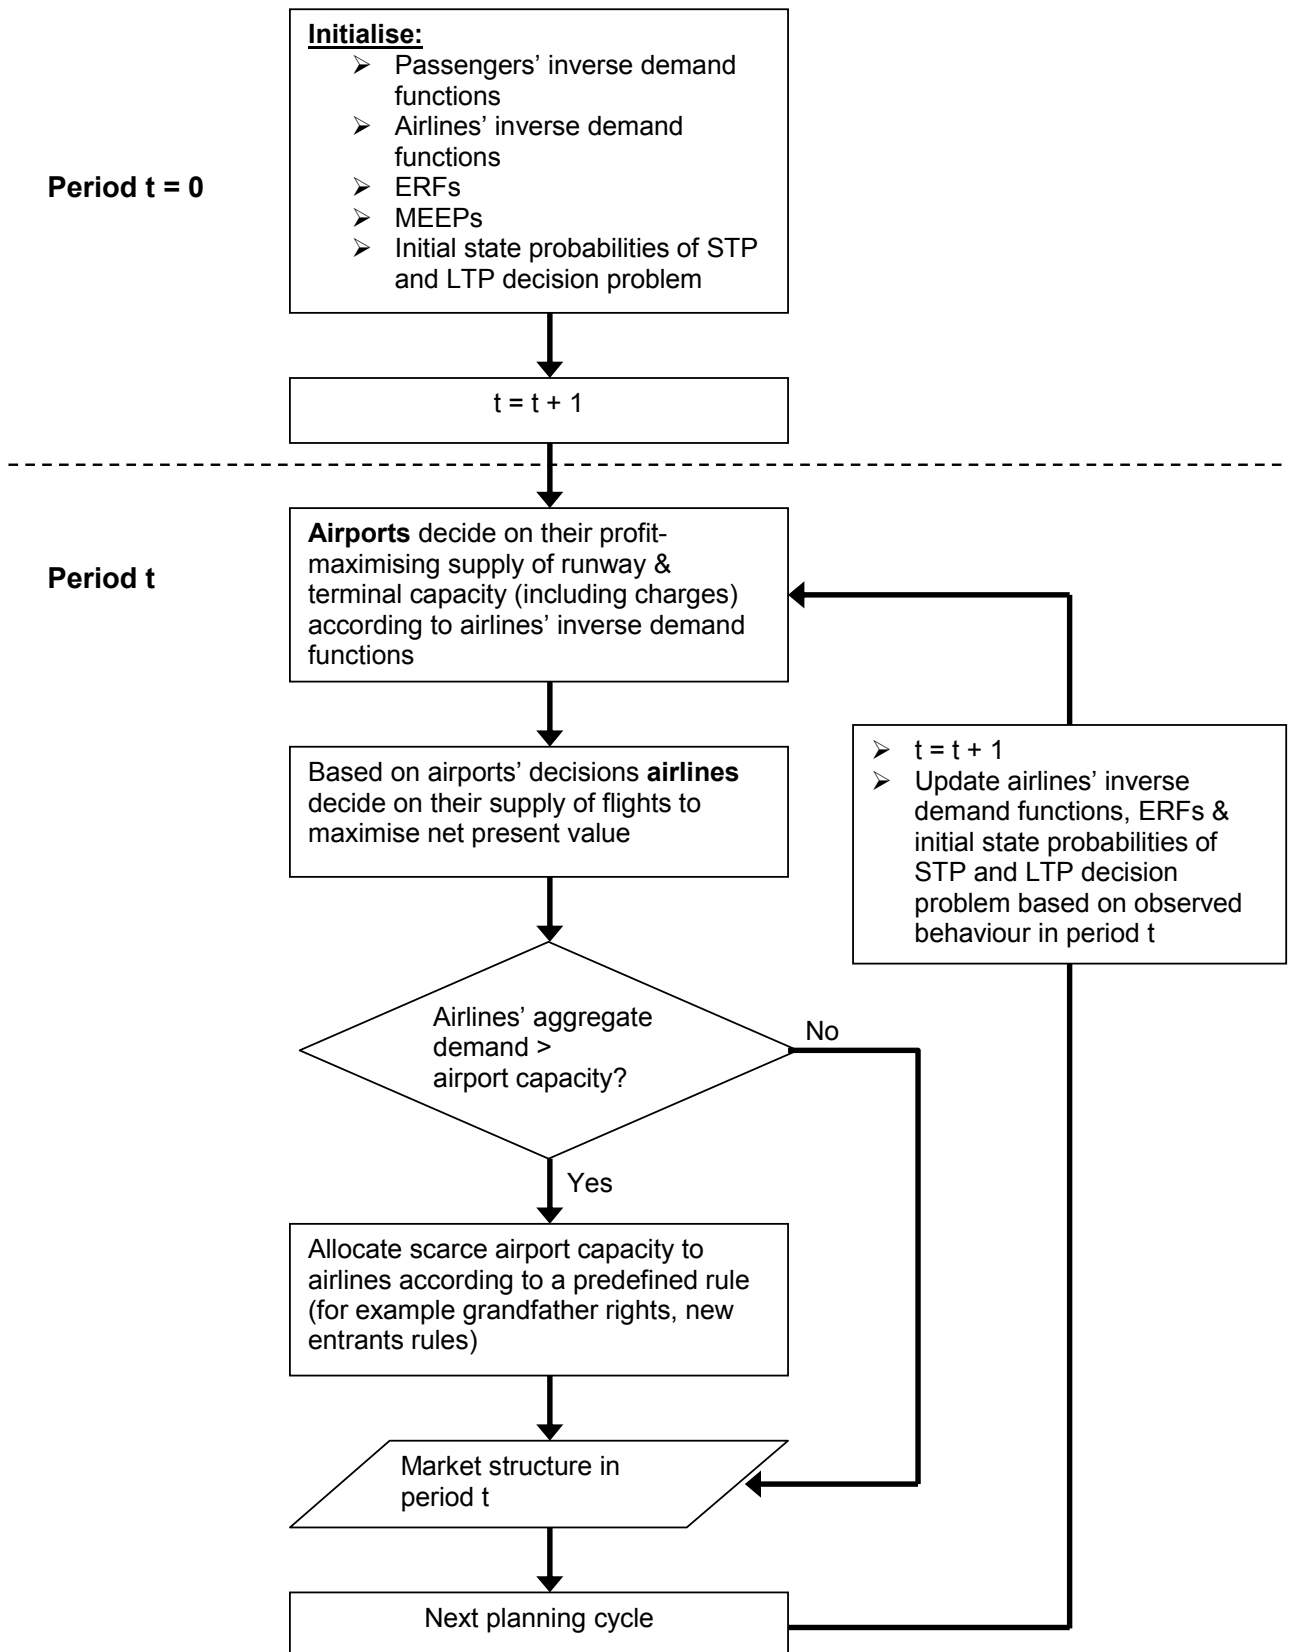 Initialise:
➢ Passengers’ inverse demand
functions
➢ Airlines’ inverse demand
functions
➢ ERFs
➢ MEEPs
➢ Initial state probabilities of STP
and LTP decision problem
Period t = 0
t = t + 1
Period t
Airports decide on their profit-
maximising supply of runway &
terminal capacity (including charges)
according to airlines’ inverse demand
functions
Based on airports’ decisions airlines
decide on their supply of flights to
maximise net present value
➢ t = t + 1
➢ Update airlines’ inverse
demand functions, ERFs &
initial state probabilities of
STP and LTP decision
problem based on observed
behaviour in period t
Airlines’ aggregate
demand >
airport capacity?
No
Yes
Allocate scarce airport capacity to
airlines according to a predefined rule
(for example grandfather rights, new
entrants rules)
Market structure in
period t
Next planning cycle